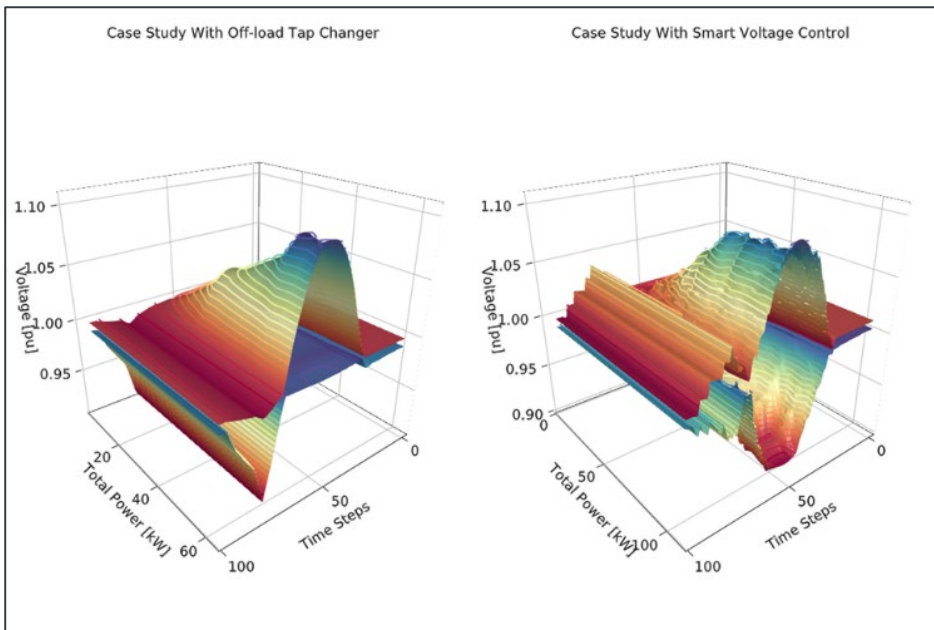 Case Study With Off-load Tap Changer
Case Study With Smart Voltage Control
1.10
1.05
1.00
0.95
Voltage [pu]
20
40
60
Total Power [kW]
100
50
0
Time Steps
1.10
1.05
1.00
0.95
0.90
Voltage [pu]
0
50
100
Total Power [kW]
100
50
0
Time Steps